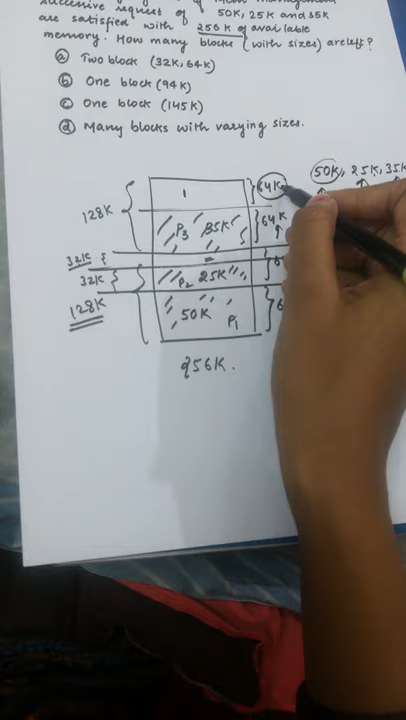 successive request of 50K, 25K and 35K
are satisfied with 256K of available
memory. How many blocks (with sizes) are left?
(a) Two block (32K, 64K)
(b) One block (94K)
(c) One block (145K)
(d) Many blocks with varying sizes.
50K, 25K, 35K
64K
128K
P3 35K
64K
32K
32K
P2 25K
128K
50K P1
256K.